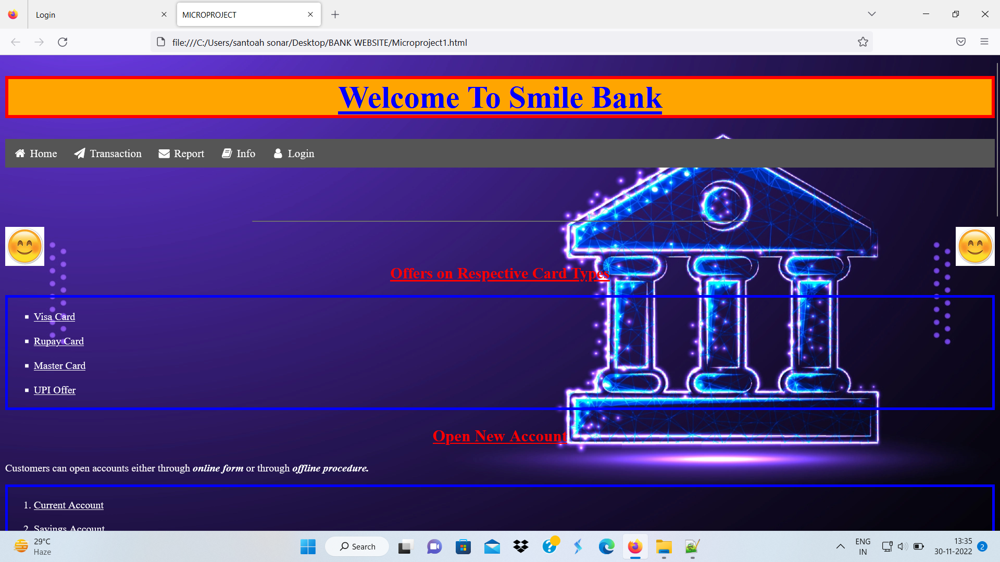 Login
MICROPROJECT
file:///C:/Users/santoah sonar/Desktop/BANK WEBSITE/Microproject1.html
Welcome To Smile Bank
Home Transaction Report Info Login
Offers on Respective Card Types
Visa Card
Rupay Card
Master Card
UPI Offer
Open New Account
Customers can open accounts either through online form or through offline procedure.
1. Current Account
2. Savings Account
29°C
Haze
Search
ENG
IN
13:35
30-11-2022
2